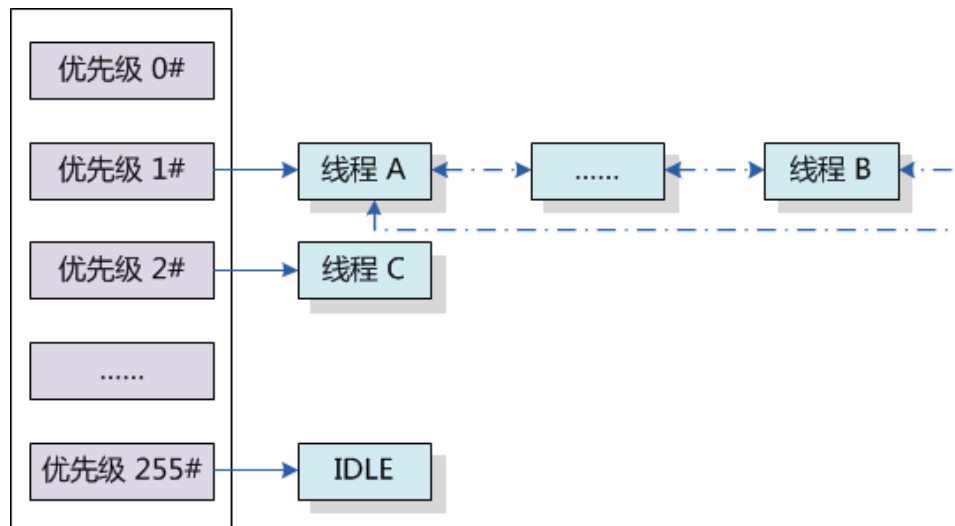 优先级 0#
优先级 1#
线程 A
......
线程 B
优先级 2#
线程 C
......
优先级 255#
IDLE